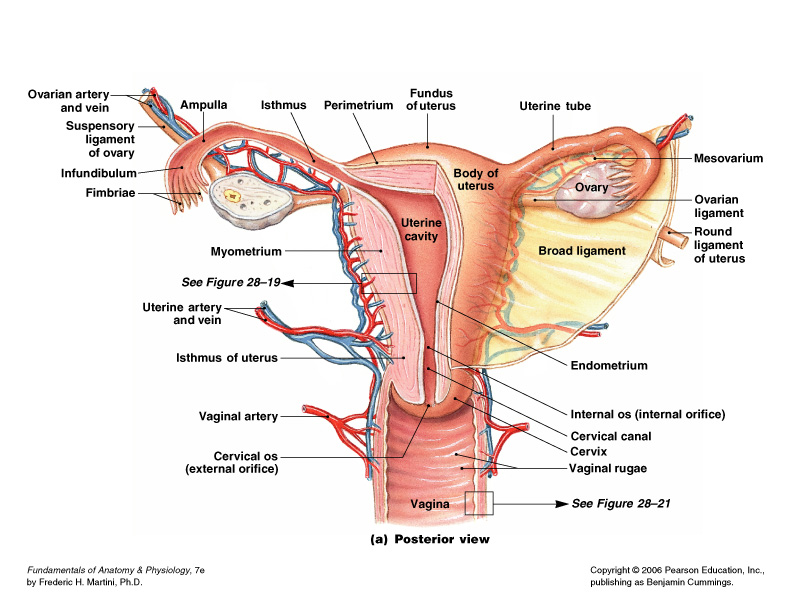 Ovarian artery
and vein
Ampulla
Isthmus
Perimetrium
Fundus
of uterus
Uterine tube
Suspensory
ligament
of ovary
Infundibulum
Fimbriae
Body of
uterus
Mesovarium
Ovary
Ovarian
ligament
Round
ligament
of uterus
Uterine
cavity
Myometrium
Broad ligament
See Figure 28–19
Uterine artery
and vein
Isthmus of uterus
Endometrium
Vaginal artery
Internal os (internal orifice)
Cervical canal
Cervix
Cervical os
(external orifice)
Vaginal rugae
Vagina
See Figure 28–21
(a) Posterior view
Fundamentals of Anatomy & Physiology, 7e
by Frederic H. Martini, Ph.D.
Copyright © 2006 Pearson Education, Inc.,
publishing as Benjamin Cummings.